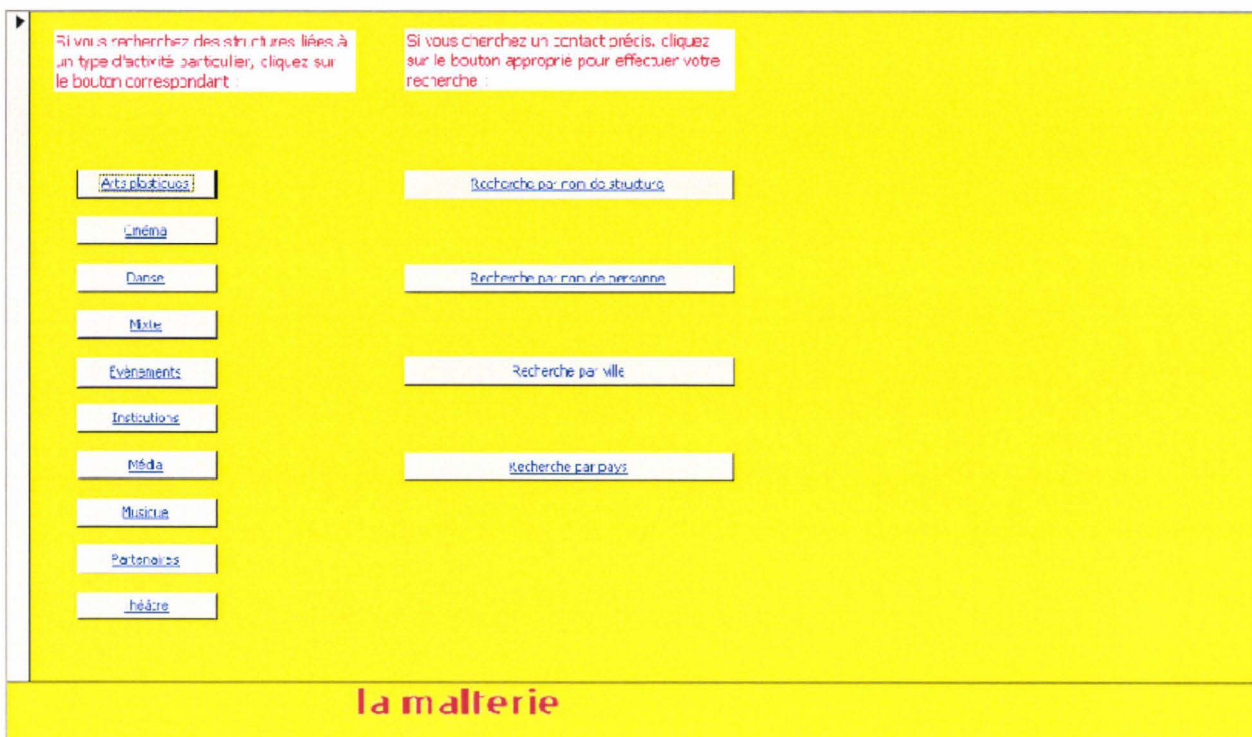 Si vous recherchez des structures liées à
un type d'activité particulier, cliquez sur
le bouton correspondant :
Si vous cherchez un contact précis, cliquez
sur le bouton approprié pour effectuer votre
recherche :
Arts plastiques
Cinéma
Danse
Mixte
Evènements
Institutions
Média
Musique
Partenaires
Théâtre
Recherche par nom de structure
Recherche par nom de personne
Recherche par ville
Recherche par pays
la malterie